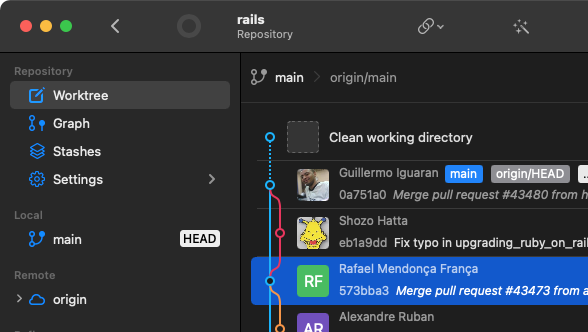 rails
Repository
Repository
Worktree
Graph
Stashes
Settings
Local
main HEAD
Remote
origin
main origin/main
Clean working directory
Guillermo Iguaran main origin/HEAD ...
0a751a0 Merge pull request #43480 from h
Shozo Hatta
eb1a9dd Fix typo in upgrading_ruby_on_rail
RF Rafael Mendonça França
573bba3 Merge pull request #43473 from a
AR Alexandre Ruban